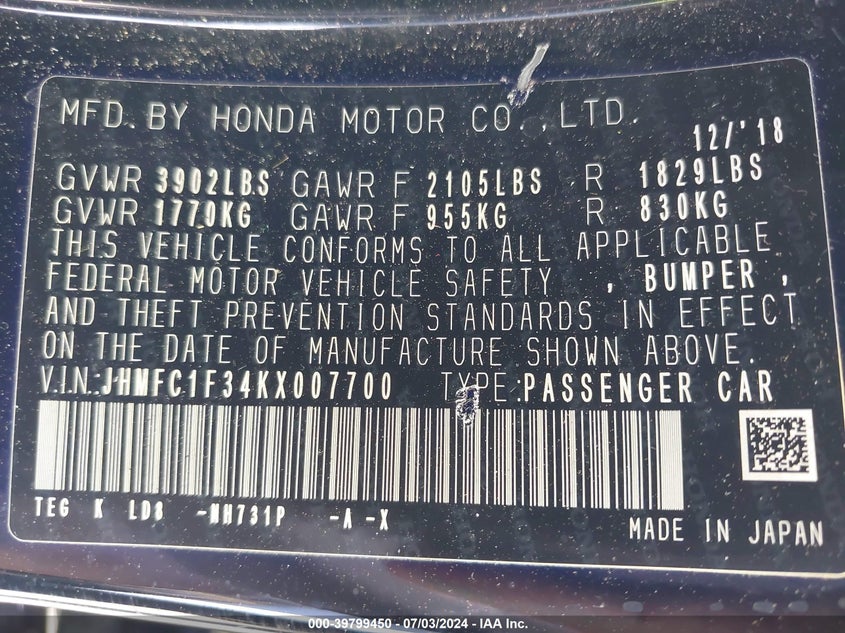 MFD. BY HONDA MOTOR CO., LTD.
12/'18
GVWR 3902LBS GAWR F 2105LBS R 1829LBS
GVWR 1770KG GAWR F 955KG R 830KG
THIS VEHICLE CONFORMS TO ALL APPLICABLE
FEDERAL MOTOR VEHICLE SAFETY , BUMPER ,
AND THEFT PREVENTION STANDARDS IN EFFECT
ON THE DATE OF MANUFACTURE SHOWN ABOVE.
V.I.N.:JHMFC1F34KX007700 TYPE:PASSENGER CAR
TEG K LD8 -NH731P -A -X
MADE IN JAPAN
000-39799450 - 07/03/2024 - IAA Inc.